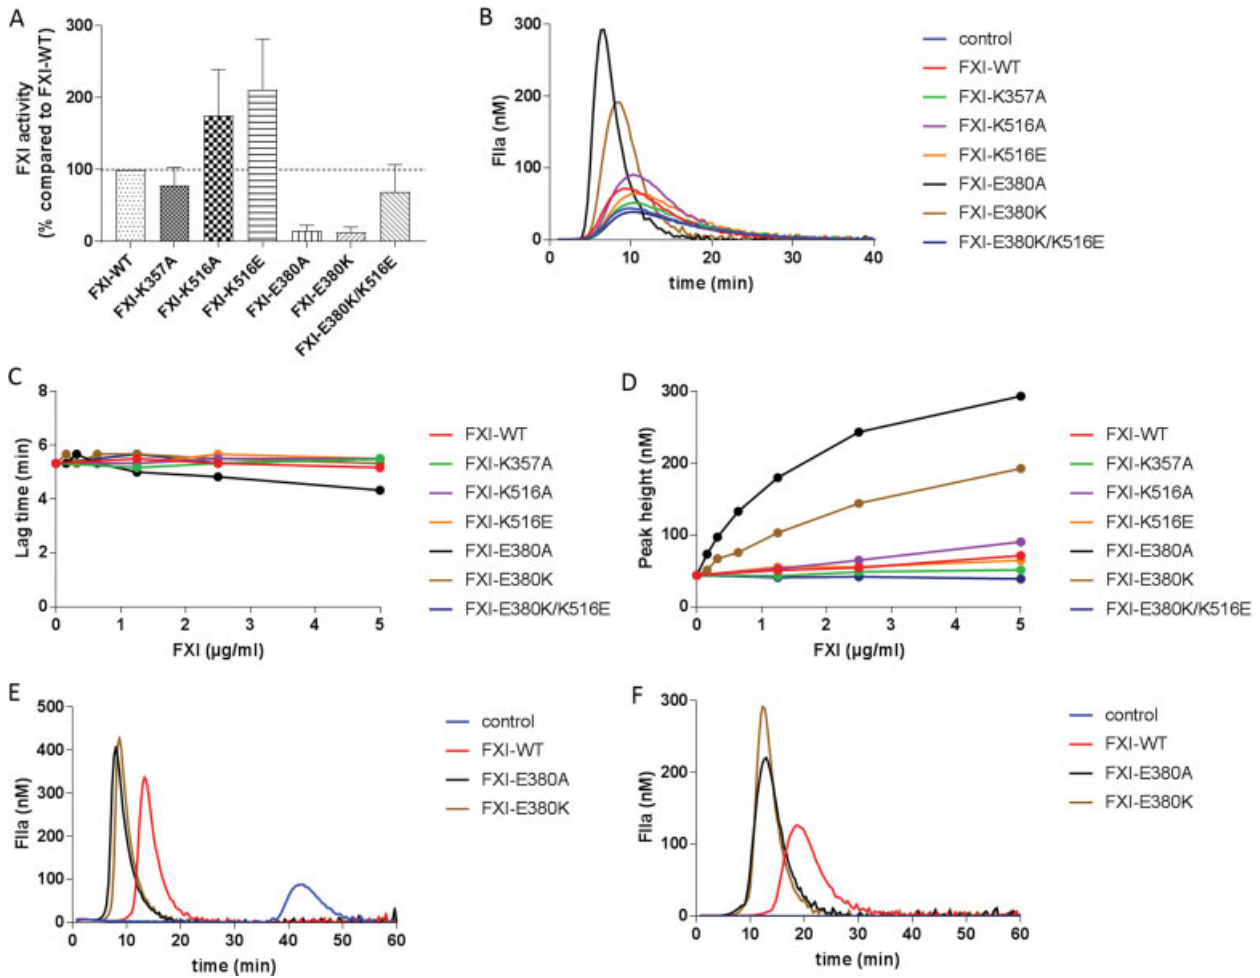 A
FXI activity
(% compared to FXI-WT)
300
200
100
0
FXI-WT
FXI-K357A
FXI-K516A
FXI-K516E
FXI-E380A
FXI-E380K
FXI-E380K/K516E
B
FIIa (nM)
300
200
100
0
0 10 20 30 40
time (min)
control
FXI-WT
FXI-K357A
FXI-K516A
FXI-K516E
FXI-E380A
FXI-E380K
FXI-E380K/K516E
C
Lag time (min)
8
6
4
2
0
0 1 2 3 4 5
FXI (µg/ml)
FXI-WT
FXI-K357A
FXI-K516A
FXI-K516E
FXI-E380A
FXI-E380K
FXI-E380K/K516E
D
Peak height (nM)
300
200
100
0
0 1 2 3 4 5
FXI (µg/ml)
FXI-WT
FXI-K357A
FXI-K516A
FXI-K516E
FXI-E380A
FXI-E380K
FXI-E380K/K516E
E
FIIa (nM)
500
400
300
200
100
0
0 10 20 30 40 50 60
time (min)
control
FXI-WT
FXI-E380A
FXI-E380K
F
FIIa (nM)
300
200
100
0
0 10 20 30 40 50 60
time (min)
control
FXI-WT
FXI-E380A
FXI-E380K